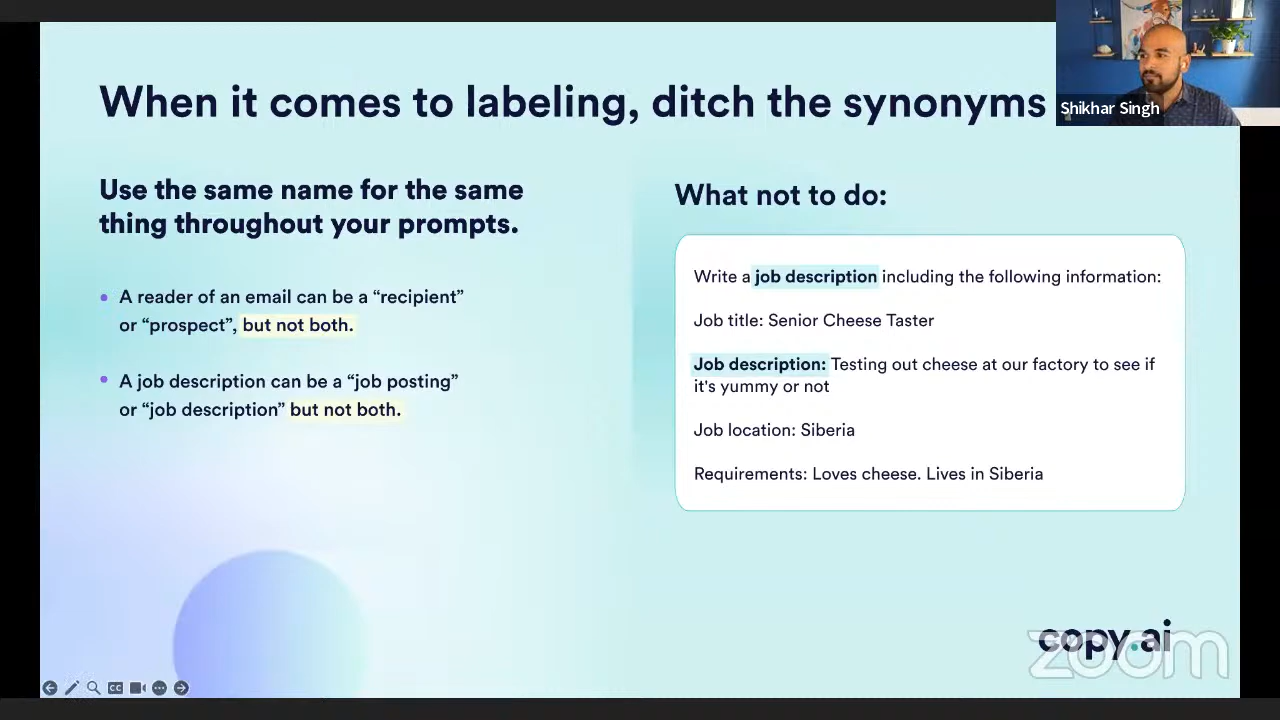 When it comes to labeling, ditch the synonyms
Shikhar Singh
Use the same name for the same
thing throughout your prompts.
• A reader of an email can be a “recipient”
or “prospect”, but not both.
• A job description can be a “job posting”
or “job description” but not both.
What not to do:
Write a job description including the following information:
Job title: Senior Cheese Taster
Job description: Testing out cheese at our factory to see if
it's yummy or not
Job location: Siberia
Requirements: Loves cheese. Lives in Siberia
copy.ai
zoom
CC